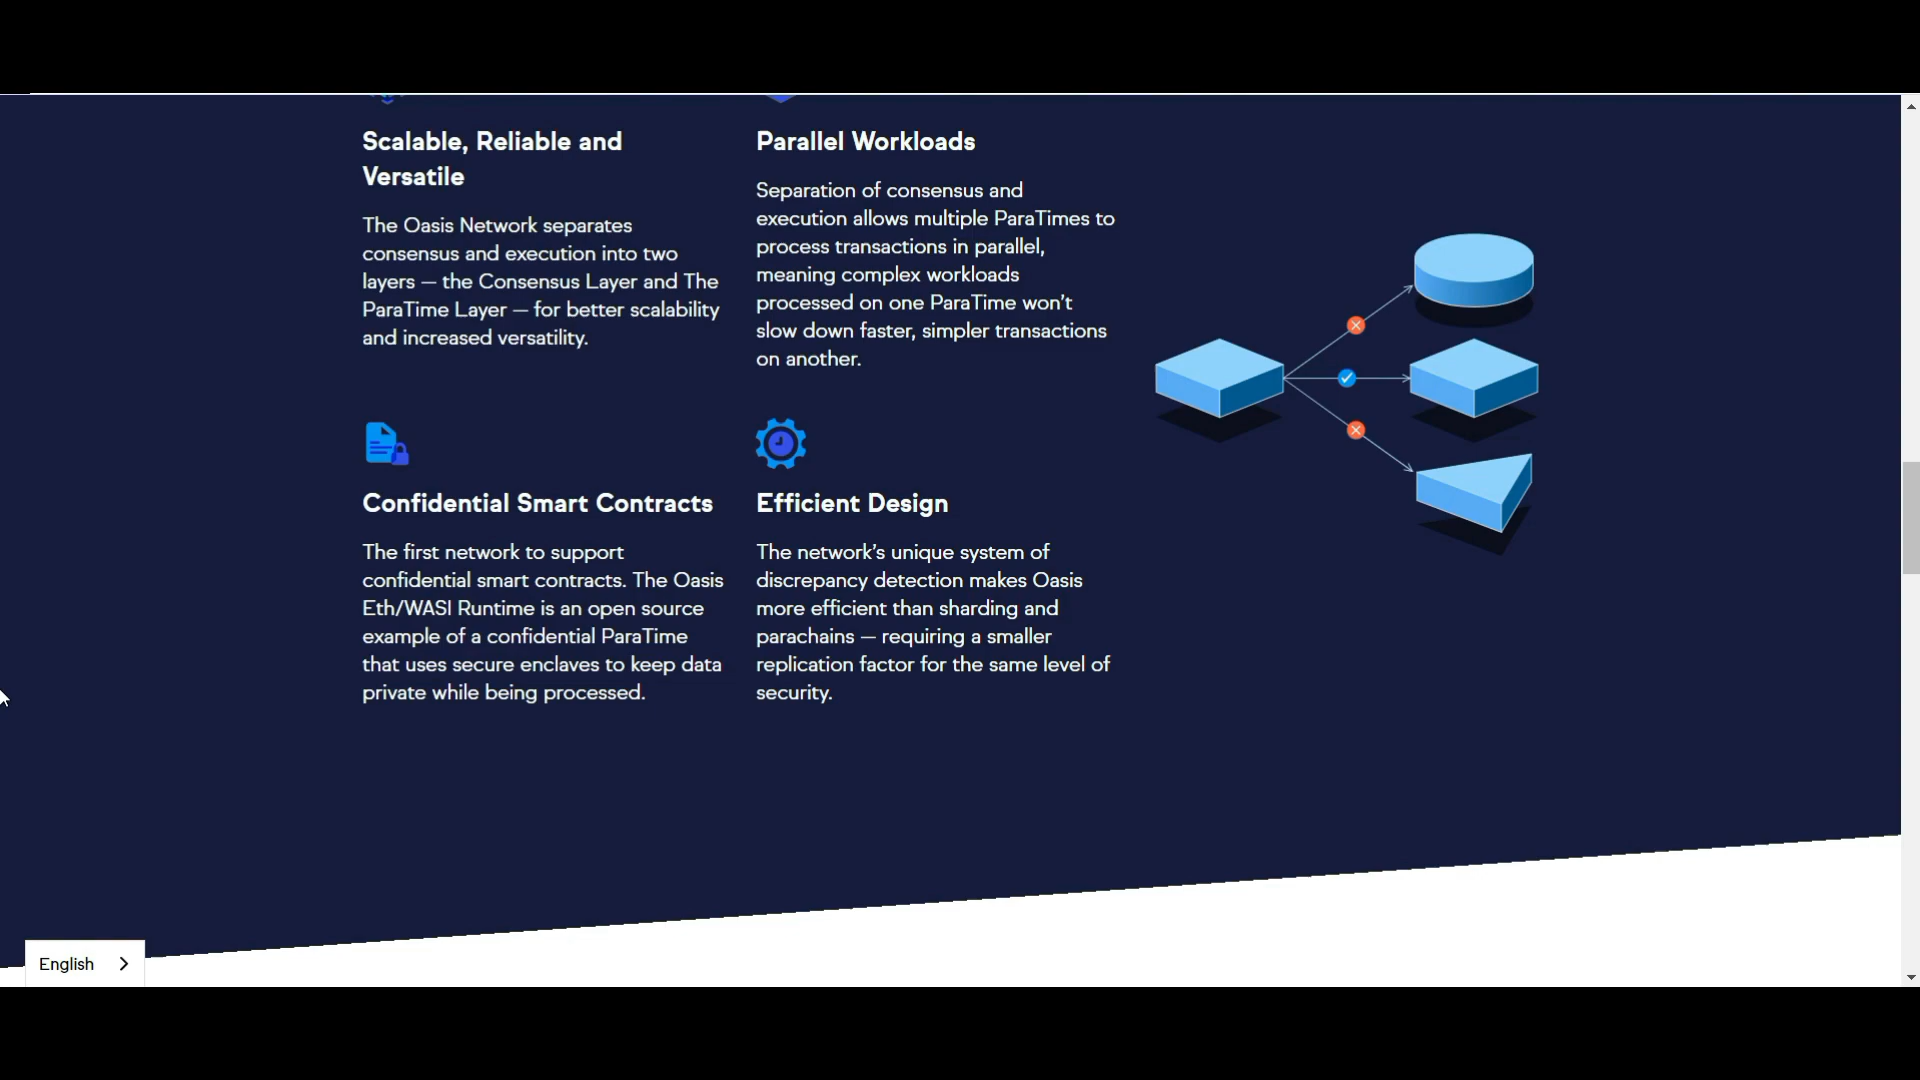 Scalable, Reliable and
Versatile
The Oasis Network separates
consensus and execution into two
layers — the Consensus Layer and The
ParaTime Layer — for better scalability
and increased versatility.
Parallel Workloads
Separation of consensus and
execution allows multiple ParaTimes to
process transactions in parallel,
meaning complex workloads
processed on one ParaTime won’t
slow down faster, simpler transactions
on another.
Confidential Smart Contracts
The first network to support
confidential smart contracts. The Oasis
Eth/WASI Runtime is an open source
example of a confidential ParaTime
that uses secure enclaves to keep data
private while being processed.
Efficient Design
The network’s unique system of
discrepancy detection makes Oasis
more efficient than sharding and
parachains — requiring a smaller
replication factor for the same level of
security.
English